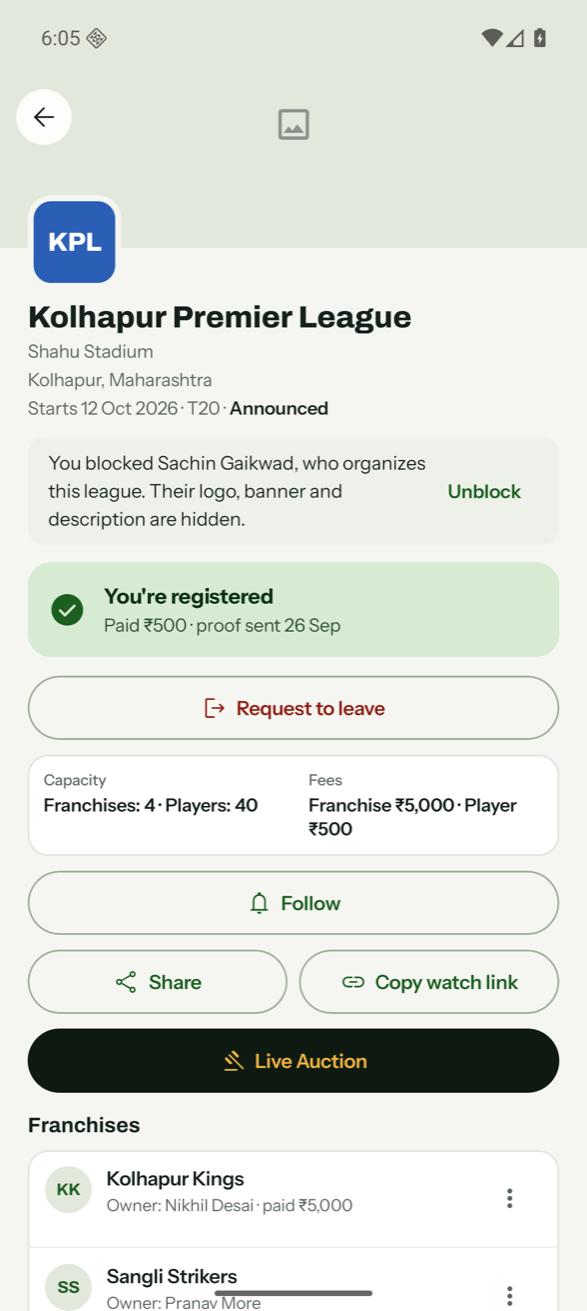 6:05
KPL
Kolhapur Premier League
Shahu Stadium
Kolhapur, Maharashtra
Starts 12 Oct 2026 · T20 · Announced
You blocked Sachin Gaikwad, who organizes
this league. Their logo, banner and
description are hidden.
Unblock
You're registered
Paid ₹500 · proof sent 26 Sep
Request to leave
Capacity
Franchises: 4 · Players: 40
Fees
Franchise ₹5,000 · Player
₹500
Follow
Share
Copy watch link
Live Auction
Franchises
KK
Kolhapur Kings
Owner: Nikhil Desai · paid ₹5,000
SS
Sangli Strikers
Owner: Pranav More